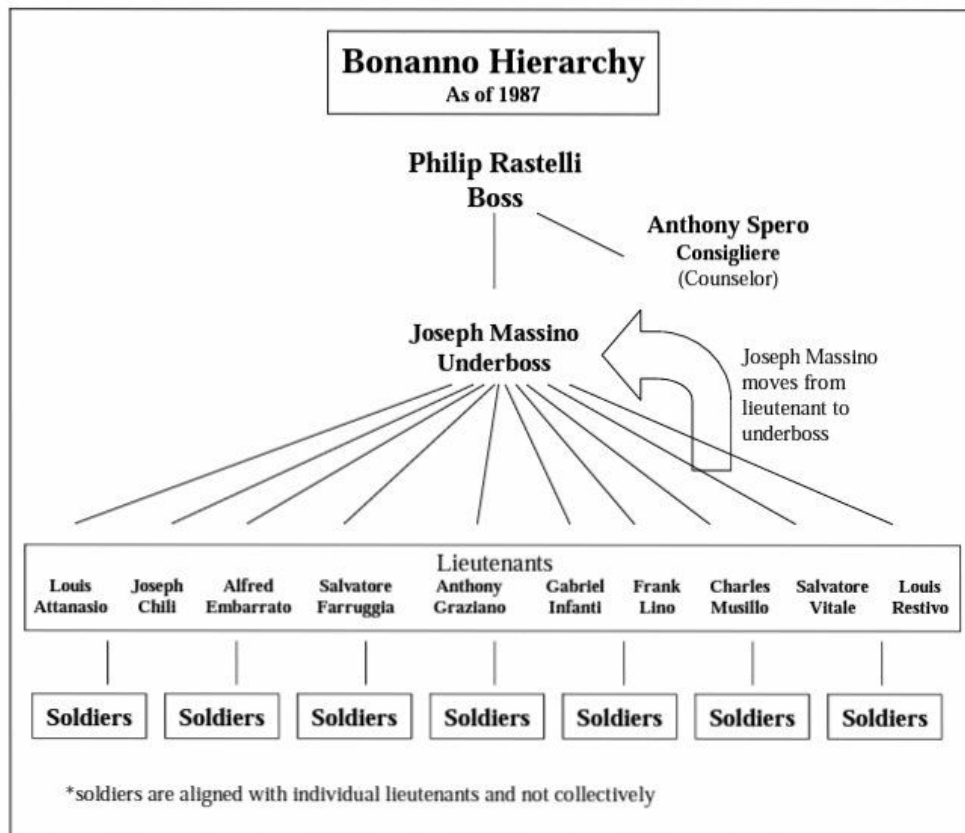 Bonanno Hierarchy
As of 1987
Philip Rastelli
Boss
Anthony Spero
Consigliere
(Counselor)
Joseph Massino
Underboss
Joseph Massino
moves from
lieutenant to
underboss
Lieutenants
Louis Attanasio
Joseph Chili
Alfred Embarrato
Salvatore Farruggia
Anthony Graziano
Gabriel Infanti
Frank Lino
Charles Musillo
Salvatore Vitale
Louis Restivo
Soldiers Soldiers Soldiers Soldiers Soldiers Soldiers Soldiers
*soldiers are aligned with individual lieutenants and not collectively